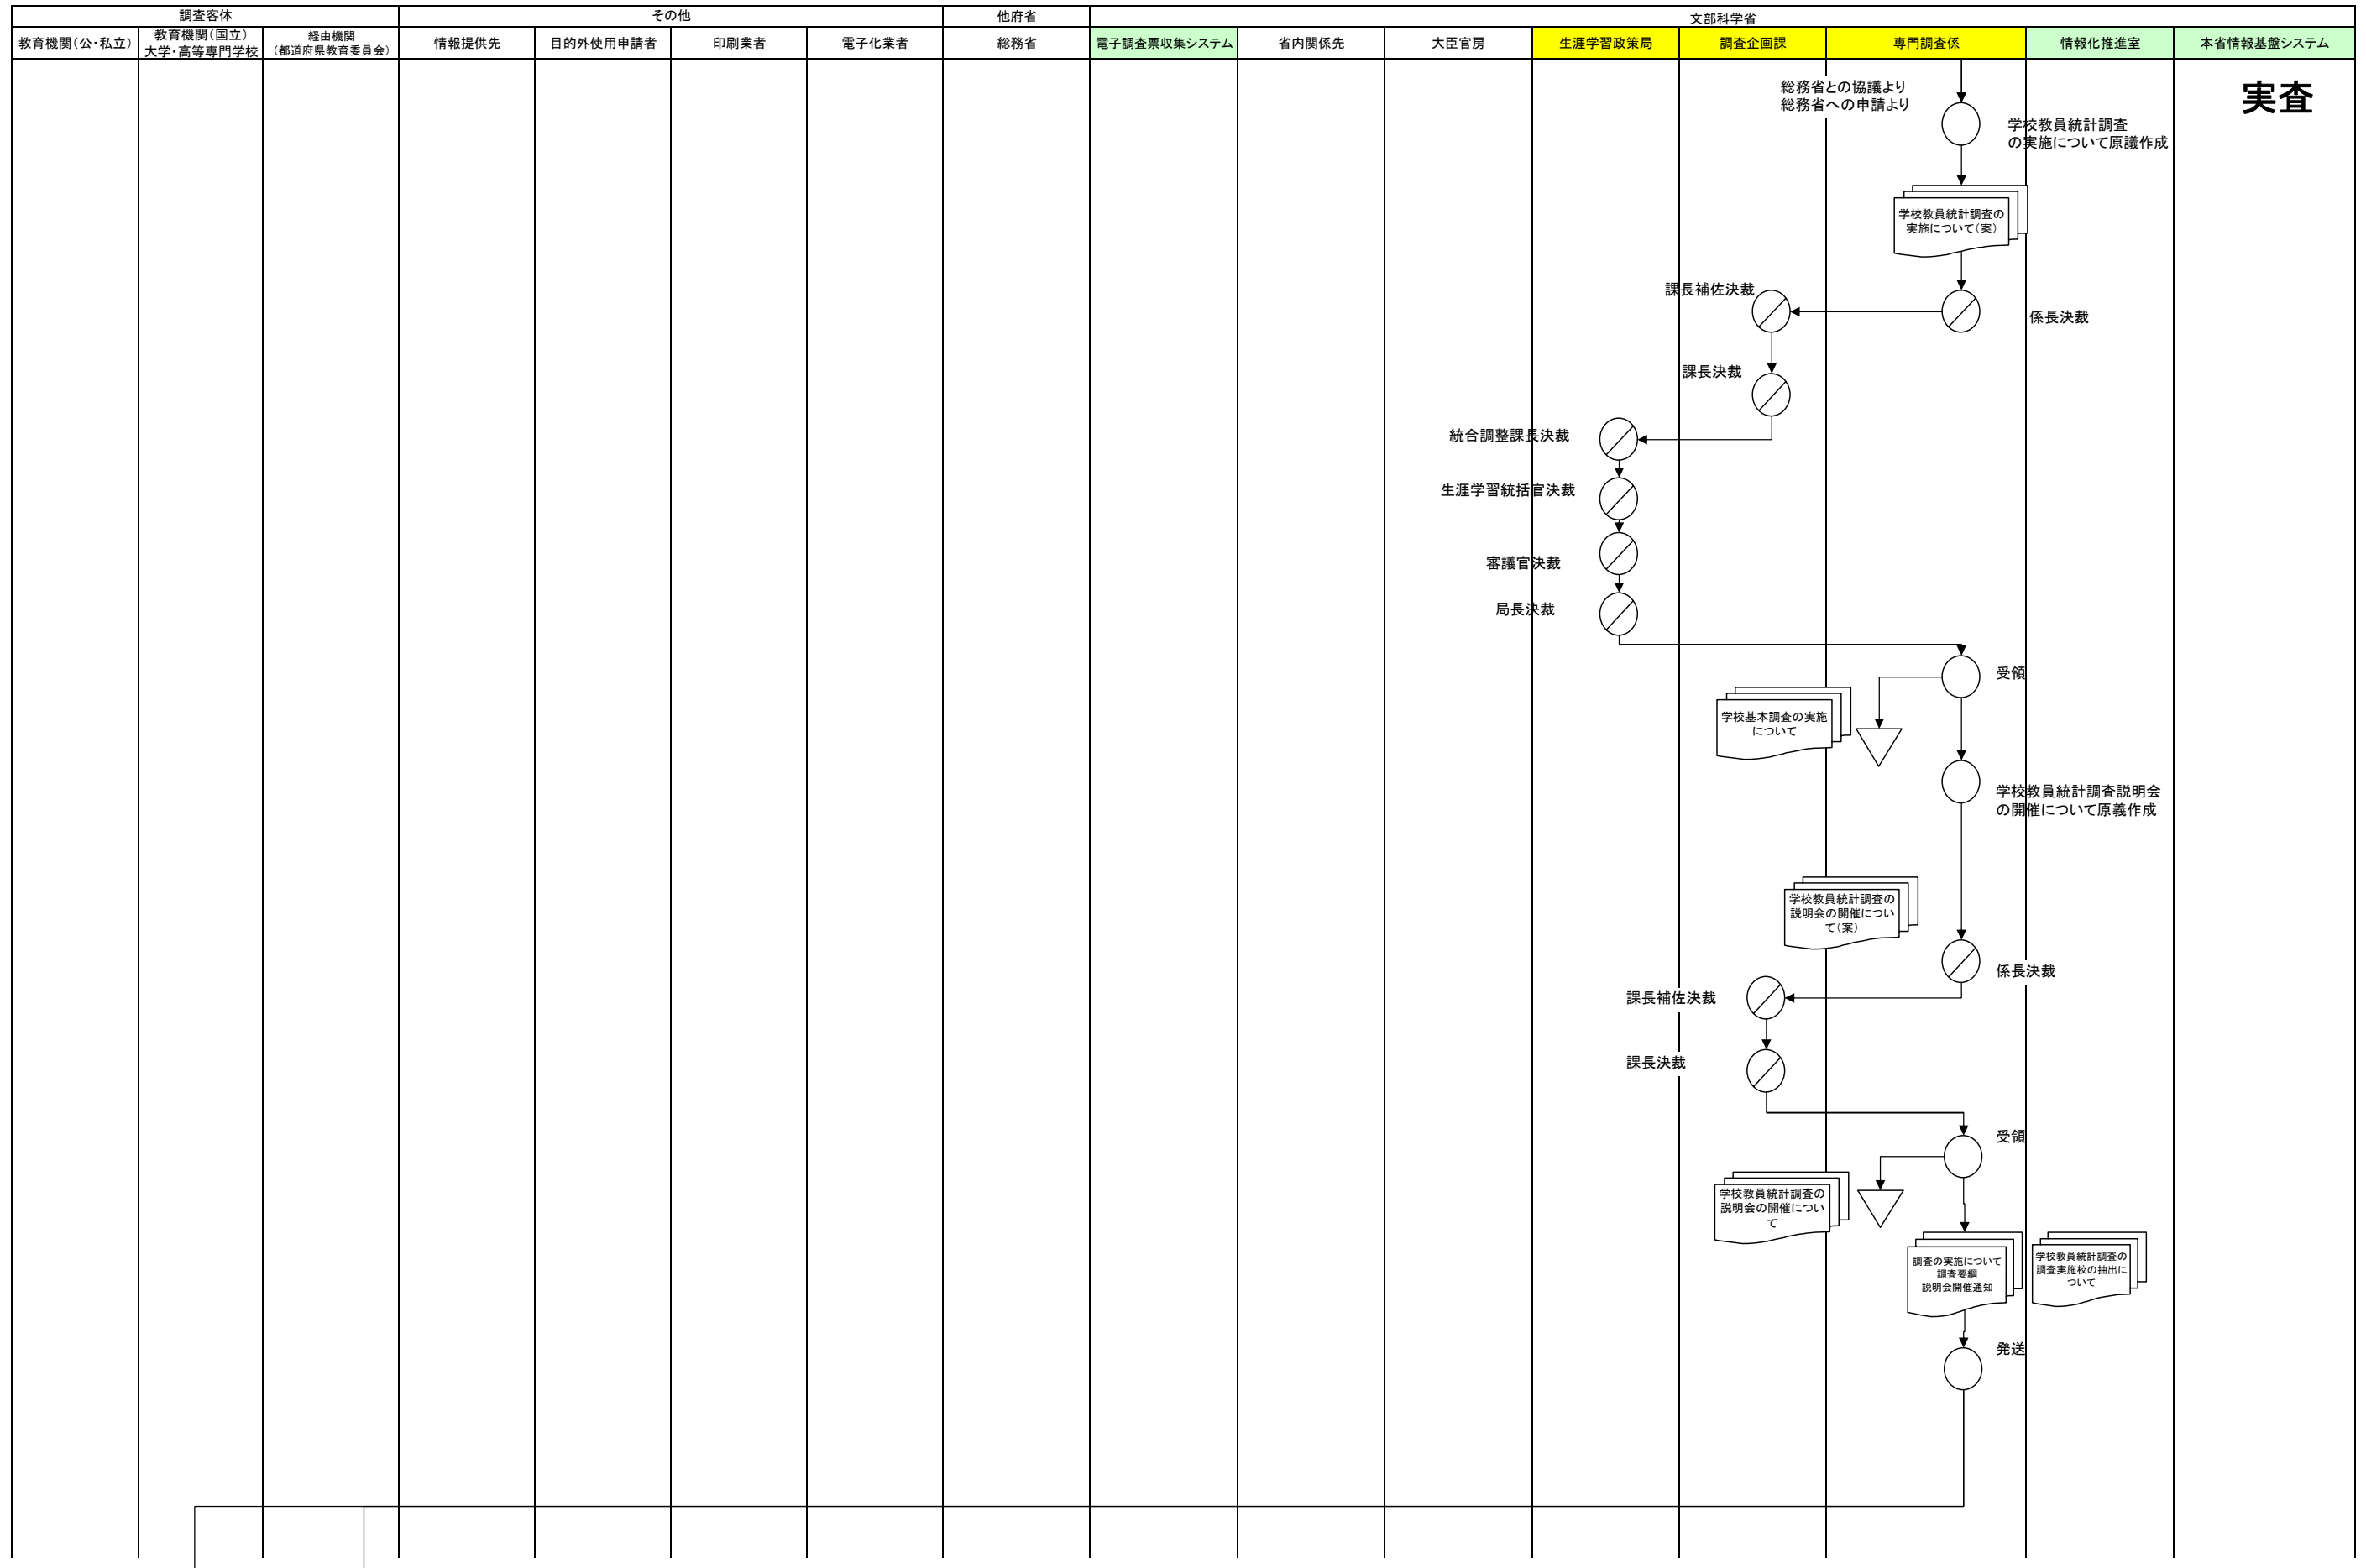 調査客体
その他
他府省
文部科学省
教育機関（公・私立）
教育機関（国立）
大学・高等専門学校
経由機関
（都道府県教育委員会）
情報提供先
目的外使用申請者
印刷業者
電子化業者
総務省
電子調査票収集システム
省内関係先
大臣官房
生涯学習政策局
調査企画課
専門調査係
情報化推進室
本省情報基盤システム
実査
総務省との協議より
総務省への申請より
学校教員統計調査
の実施について原議作成
学校教員統計調査の
実施について（案）
課長補佐決裁
係長決裁
課長決裁
統合調整課長決裁
生涯学習統括官決裁
審議官決裁
局長決裁
受領
学校基本調査の実施
について
学校教員統計調査説明会
の開催について原義作成
学校教員統計調査の
説明会の開催につい
て（案）
係長決裁
課長補佐決裁
課長決裁
受領
学校教員統計調査の
説明会の開催につい
て
調査の実施について
調査要綱
説明会開催通知
学校教員統計調査の
調査実施校の抽出に
ついて
発送